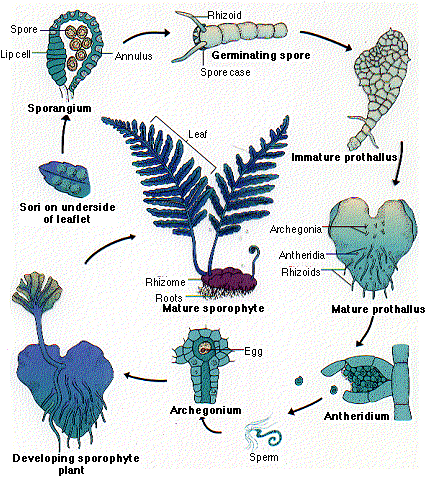 Spore
Lip cell
Annulus
Sporangium
Rhizoid
Spore case
Germinating spore
Immature prothallus
Sori on underside
of leaflet
Leaf
Rhizome
Roots
Mature sporophyte
Archegonia
Antheridia
Rhizoids
Mature prothallus
Antheridium
Sperm
Egg
Archegonium
Developing sporophyte
plant